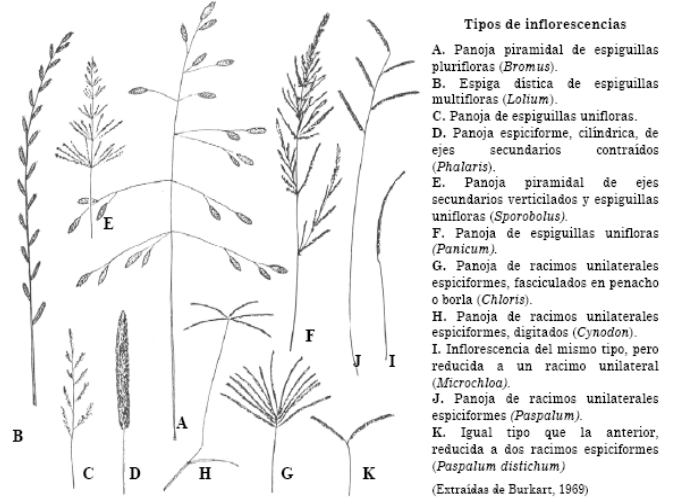 Tipos de inflorescencias
A. Panoja piramidal de espiguillas
plurifloras (Bromus).
B. Espiga dística de espiguillas
multifloras (Lolium).
C. Panoja de espiguillas unifloras.
D. Panoja espiciforme, cilíndrica, de
ejes secundarios contraídos
(Phalaris).
E. Panoja piramidal de ejes
secundarios verticilados y espiguillas
unifloras (Sporobolus).
F. Panoja de espiguillas unifloras
(Panicum).
G. Panoja de racimos unilaterales
espiciformes, fasciculados en penacho
o borla (Chloris).
H. Panoja de racimos unilaterales
espiciformes, digitados (Cynodon).
I. Inflorescencia del mismo tipo, pero
reducida a un racimo unilateral
(Microchloa).
J. Panoja de racimos unilaterales
espiciformes (Paspalum).
K. Igual tipo que la anterior,
reducida a dos racimos espiciformes
(Paspalum distichum)
(Extraídas de Burkart, 1969)
E
F
J
I
B
A
C
D
H
G
K